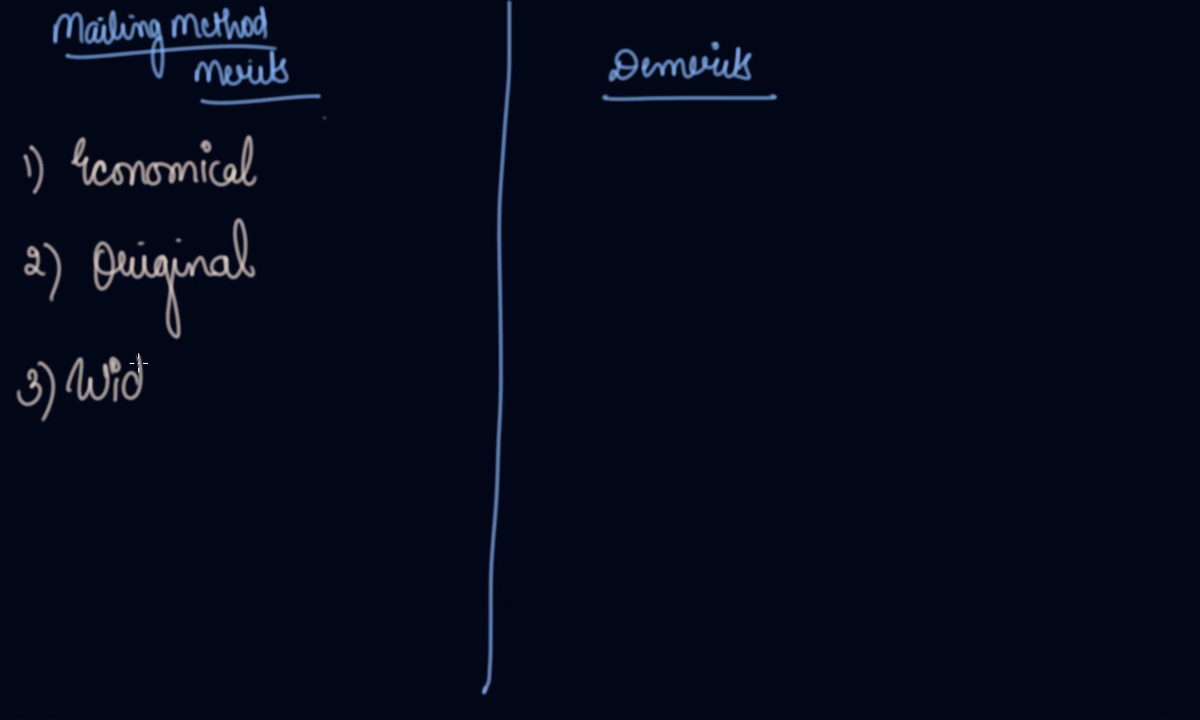 Mailing Method
Merits
Demerits
1) Economical
2) Original
3) Wid